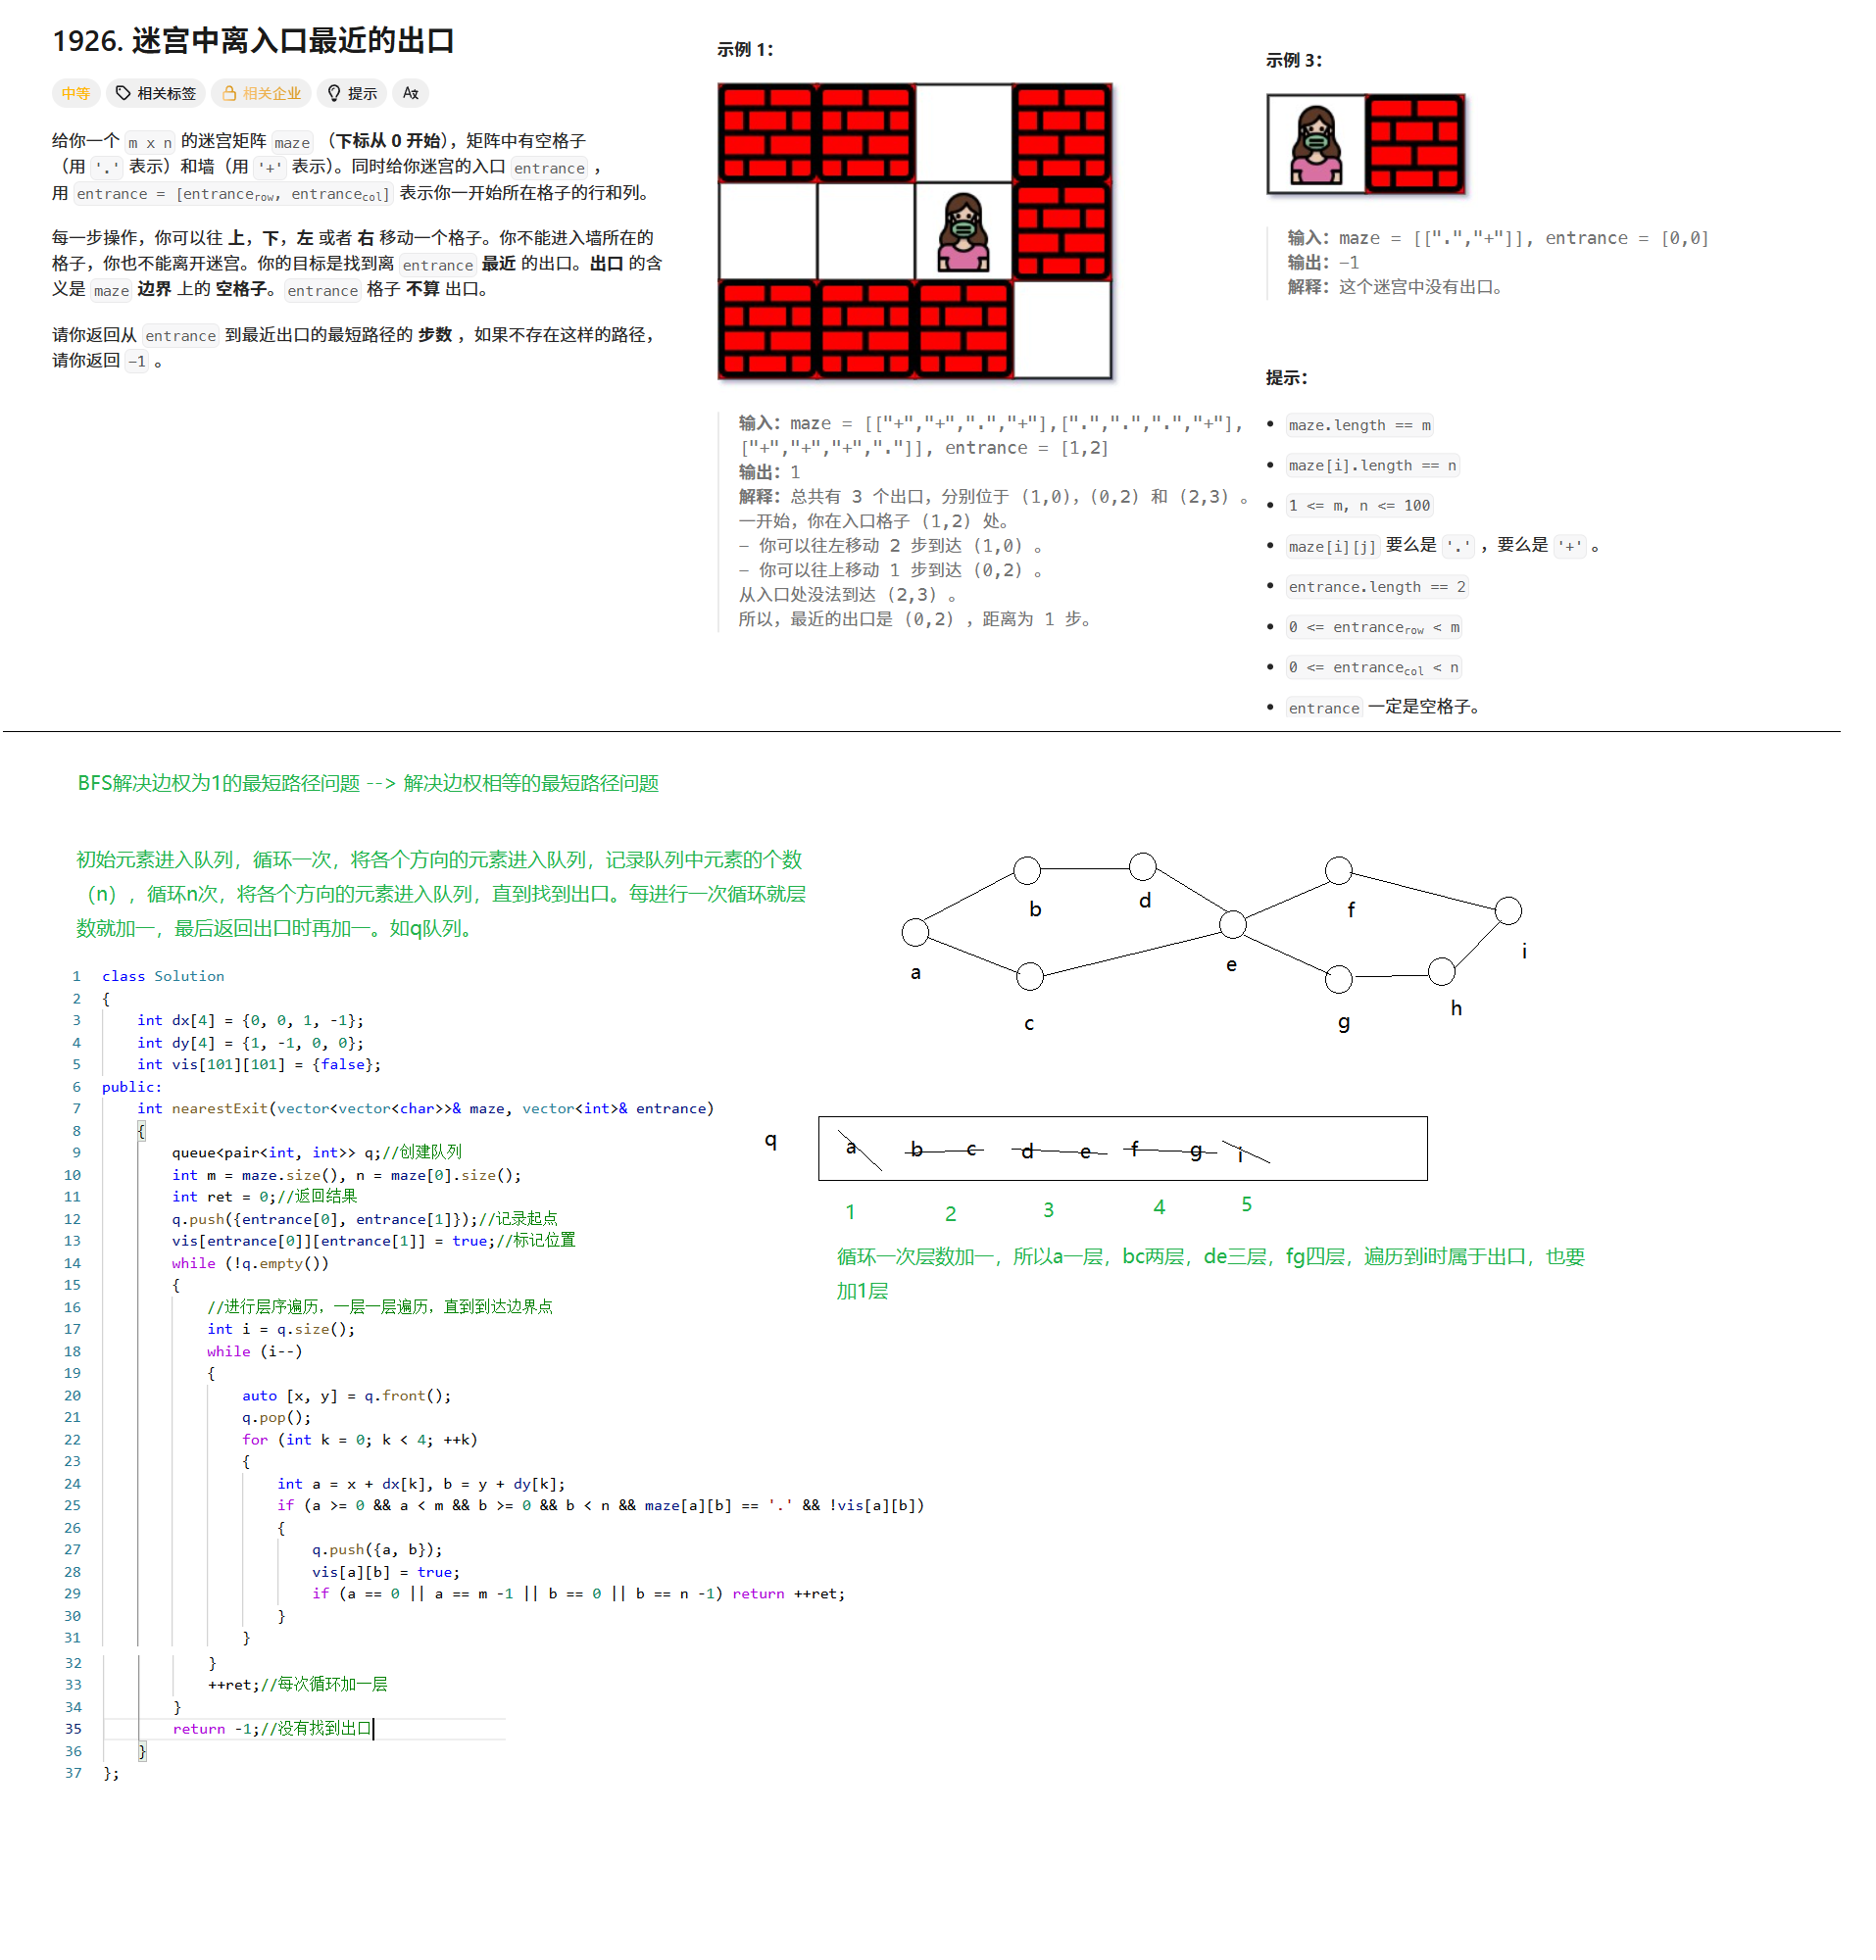 1926. 迷宫中离入口最近的出口
中等 相关标签 相关企业 提示
给你一个 m x n 的迷宫矩阵 maze （下标从 0 开始），矩阵中有空格子
（用 '.' 表示）和墙（用 '+' 表示）。同时给你迷宫的入口 entrance ，
用 entrance = [entrancerow, entrancecol] 表示你一开始所在格子的行和列。
每一步操作，你可以往 上，下，左 或者 右 移动一个格子。你不能进入墙所在的
格子，你也不能离开迷宫。你的目标是找到离 entrance 最近 的出口。出口 的含
义是 maze 边界 上的 空格子。entrance 格子 不算 出口。
请你返回从 entrance 到最近出口的最短路径的 步数 ，如果不存在这样的路径，
请你返回 -1 。
示例 1：
输入：maze = [["+","+",".","+"],[".",".",".","+"],
["+","+","+","."]], entrance = [1,2]
输出：1
解释：总共有 3 个出口，分别位于 (1,0)，(0,2) 和 (2,3) 。
一开始，你在入口格子 (1,2) 处。
- 你可以往左移动 2 步到达 (1,0) 。
- 你可以往上移动 1 步到达 (0,2) 。
从入口处没法到达 (2,3) 。
所以，最近的出口是 (0,2) ，距离为 1 步。
示例 3：
输入：maze = [[".","+"]], entrance = [0,0]
输出：-1
解释：这个迷宫中没有出口。
提示：
• maze.length == m
• maze[i].length == n
• 1 <= m, n <= 100
• maze[i][j] 要么是 '.' ，要么是 '+' 。
• entrance.length == 2
• 0 <= entrancerow < m
• 0 <= entrancecol < n
• entrance 一定是空格子。
BFS解决边权为1的最短路径问题 --> 解决边权相等的最短路径问题
初始元素进入队列，循环一次，将各个方向的元素进入队列，记录队列中元素的个数
（n），循环n次，将各个方向的元素进入队列，直到找到出口。每进行一次循环就层
数就加一，最后返回出口时再加一。如q队列。
1 class Solution
2 {
3 int dx[4] = {0, 0, 1, -1};
4 int dy[4] = {1, -1, 0, 0};
5 int vis[101][101] = {false};
6 public:
7 int nearestExit(vector<vector<char>>& maze, vector<int>& entrance)
8 {
9 queue<pair<int, int>> q;//创建队列
10 int m = maze.size(), n = maze[0].size();
11 int ret = 0;//返回结果
12 q.push({entrance[0], entrance[1]});//记录起点
13 vis[entrance[0]][entrance[1]] = true;//标记位置
14 while (!q.empty())
15 {
16 //进行层序遍历，一层一层遍历，直到到达边界点
17 int i = q.size();
18 while (i--)
19 {
20 auto [x, y] = q.front();
21 q.pop();
22 for (int k = 0; k < 4; ++k)
23 {
24 int a = x + dx[k], b = y + dy[k];
25 if (a >= 0 && a < m && b >= 0 && b < n && maze[a][b] == '.' && !vis[a][b])
26 {
27 q.push({a, b});
28 vis[a][b] = true;
29 if (a == 0 || a == m -1 || b == 0 || b == n -1) return ++ret;
30 }
31 }
32 }
33 ++ret;//每次循环加一层
34 }
35 return -1;//没有找到出口
36 }
37 };
b d f
a e i
c g h
q a b c d e f g i
1 2 3 4 5
循环一次层数加一，所以a一层，bc两层，de三层，fg四层，遍历到i时属于出口，也要
加1层